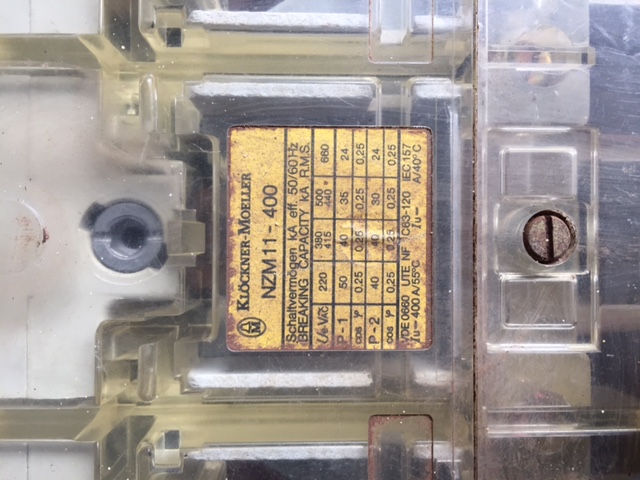 KLÖCKNER-MOELLER
NZM 11 - 400
Schaltvermögen kA eff. 50/60 Hz
BREAKING CAPACITY kA R.M.S.
Ue VAC 220 380 415 500 440 660
P-1 50 40 35 24
cos φ 0,25 0,25 0,25 0,25
P-2 40 40 30 24
cos φ 0,25 0,25 0,25 0,25
VDE 0660 UTE NF C63-120 IEC 157
Iu=400 A/55°C Iu= A/40°C